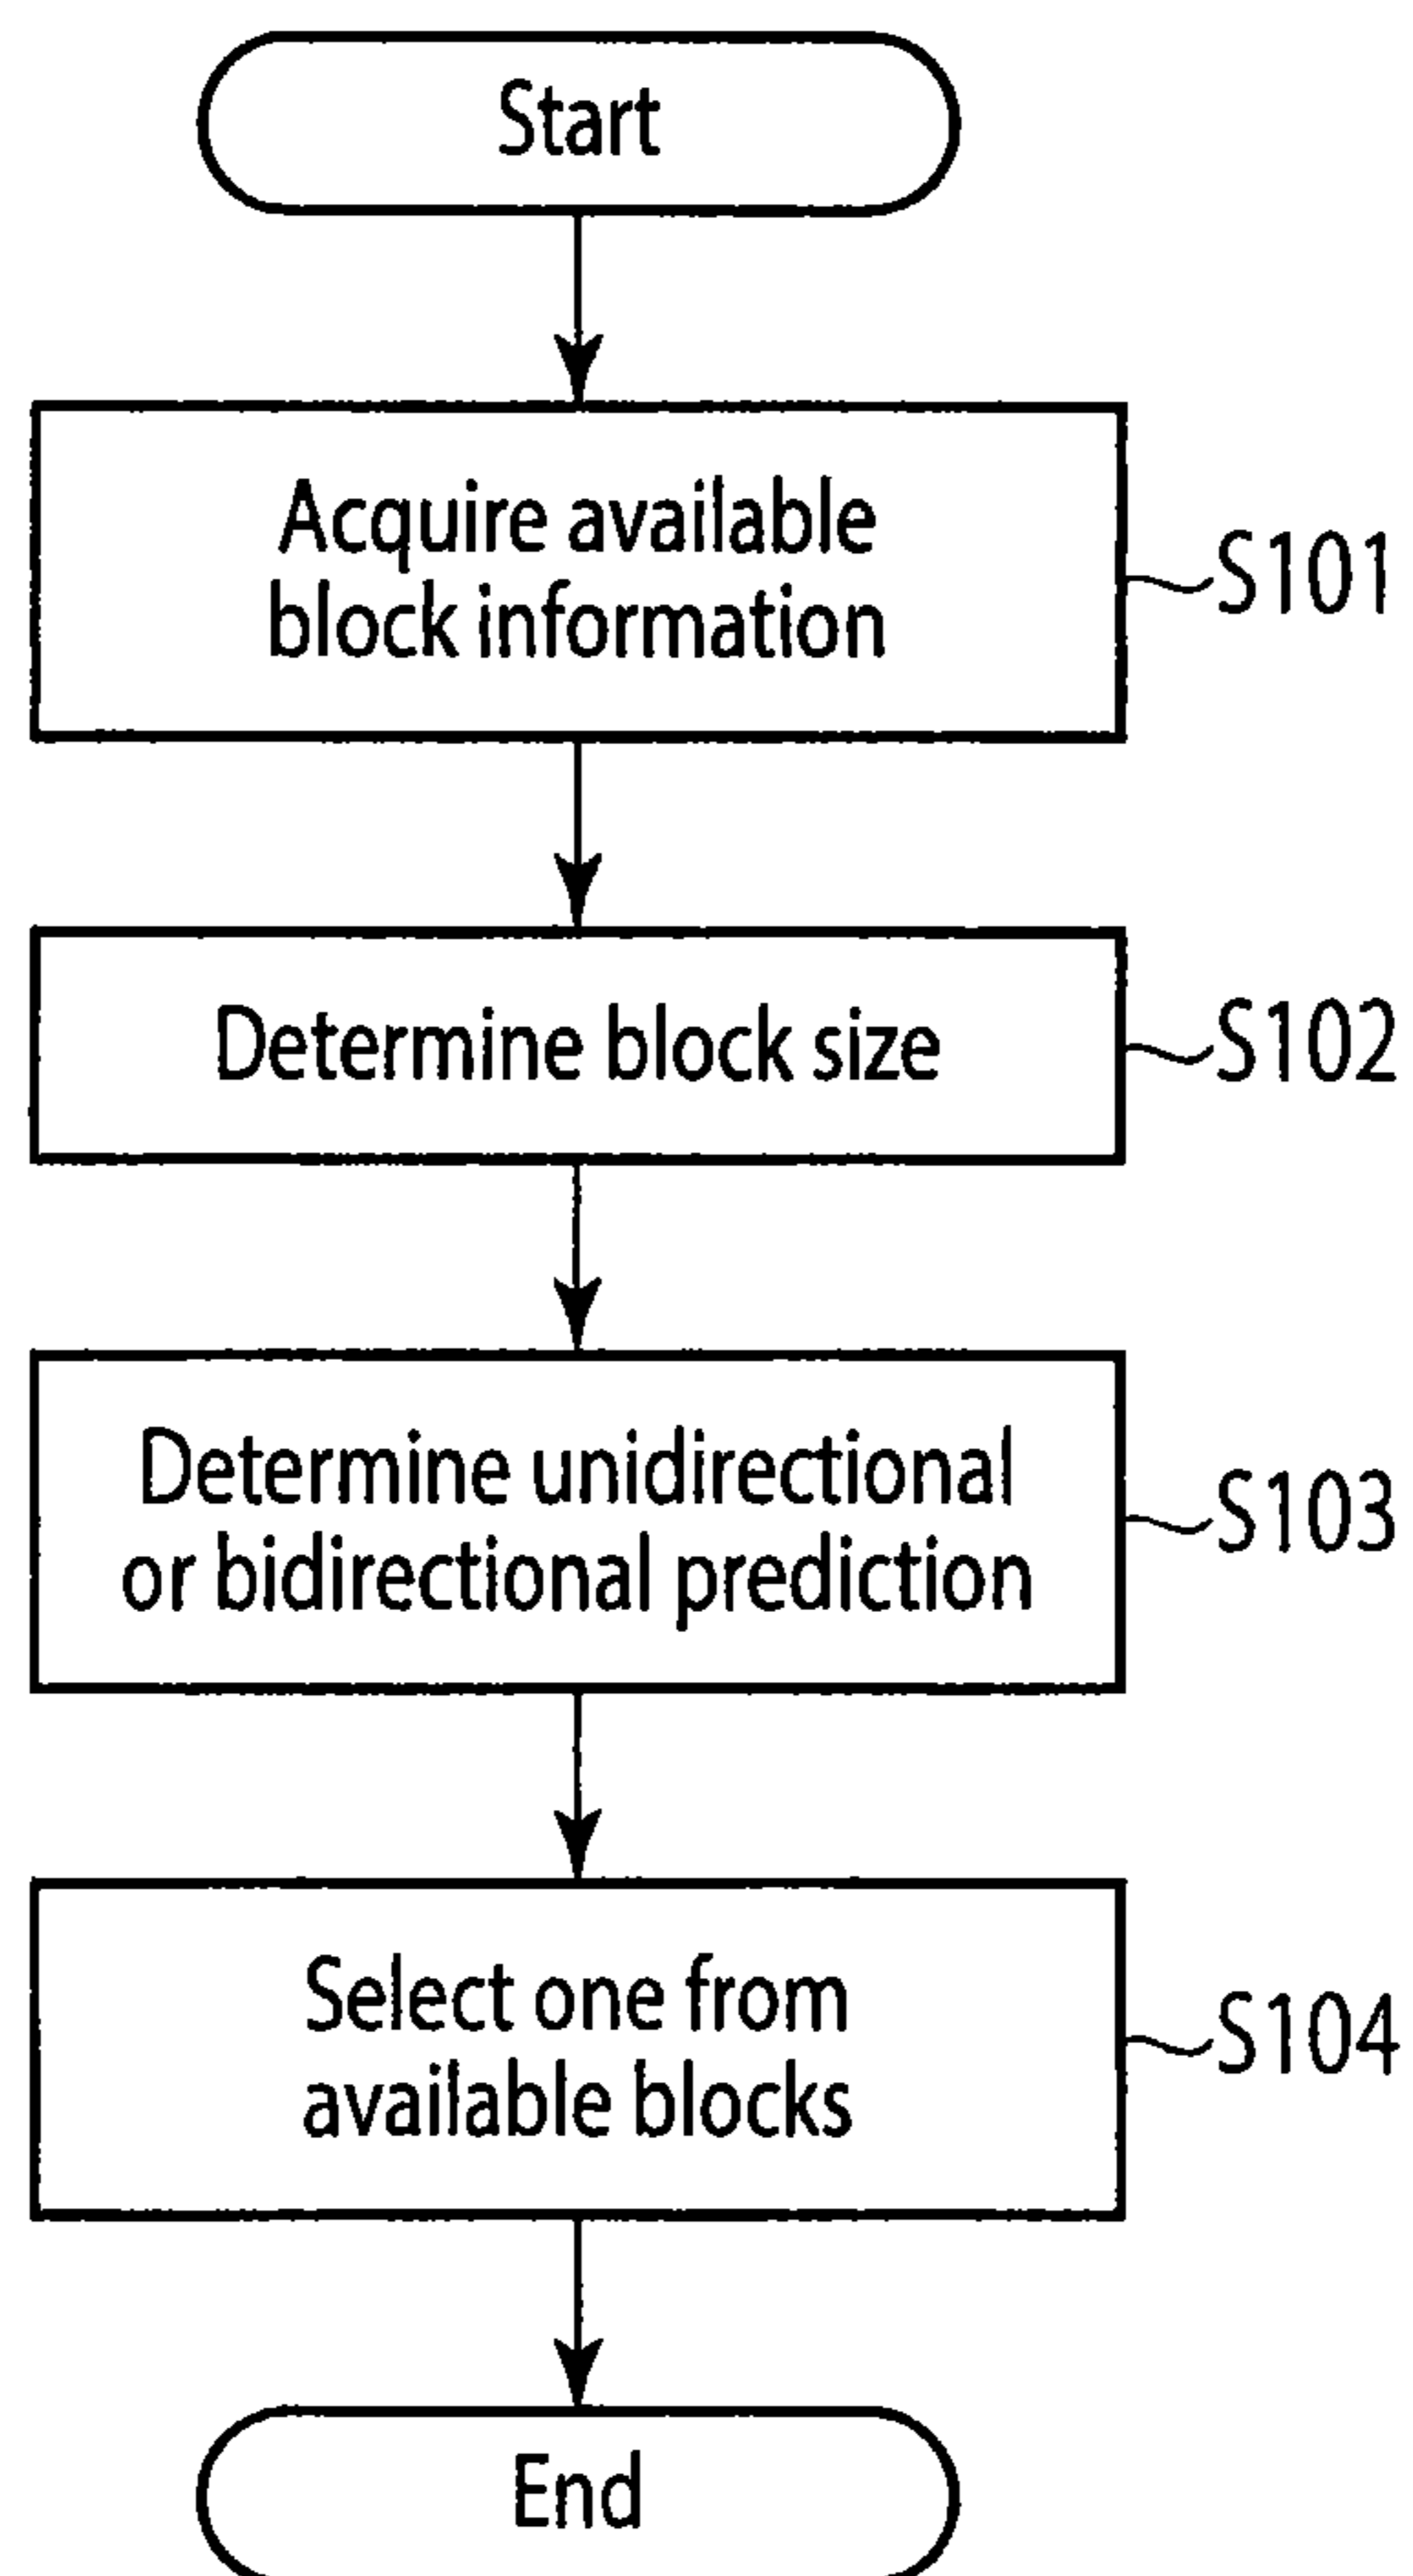 Start
Acquire available
block information
S101
Determine block size
S102
Determine unidirectional
or bidirectional prediction
S103
Select one from
available blocks
S104
End